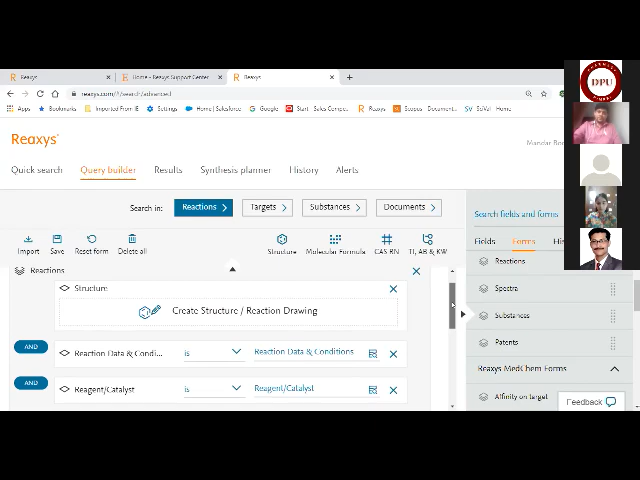 Reaxys
Home - Reaxys Support Center
Reaxys
reaxys.com/#/search/advanced
Apps
Bookmarks
Imported From IE
Settings
Home | Salesforce
Google
Start - Sales Compe...
Reaxys
Scopus - Document...
SciVal - Home
DPU
Reaxys
Mandar
Quick search
Query builder
Results
Synthesis planner
History
Alerts
Search in:
Reactions
Targets
Substances
Documents
Search fields and forms
Import
Save
Reset form
Delete all
Structure
Molecular Formula
CAS RN
TI, AB & KW
Fields
Forms
Reactions
Reactions
Structure
Spectra
Create Structure / Reaction Drawing
Substances
AND
Reaction Data & Condi...
is
Reaction Data & Conditions
Patents
Reaxys MedChem Forms
AND
Reagent/Catalyst
is
Reagent/Catalyst
Affinity on target
Feedback